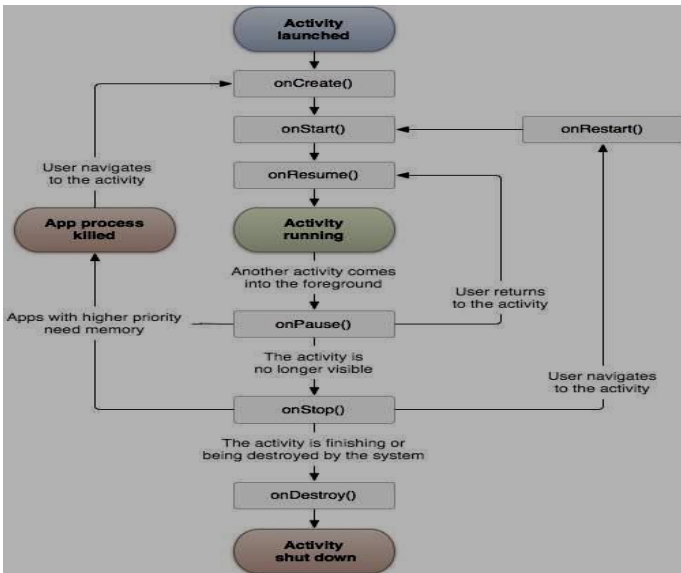 Activity
launched
onCreate()
onStart()
onRestart()
User navigates
to the activity
onResume()
App process
killed
Activity
running
Another activity comes
into the foreground
User returns
to the activity
Apps with higher priority
need memory
onPause()
The activity is
no longer visible
User navigates
to the activity
onStop()
The activity is finishing or
being destroyed by the system
onDestroy()
Activity
shut down